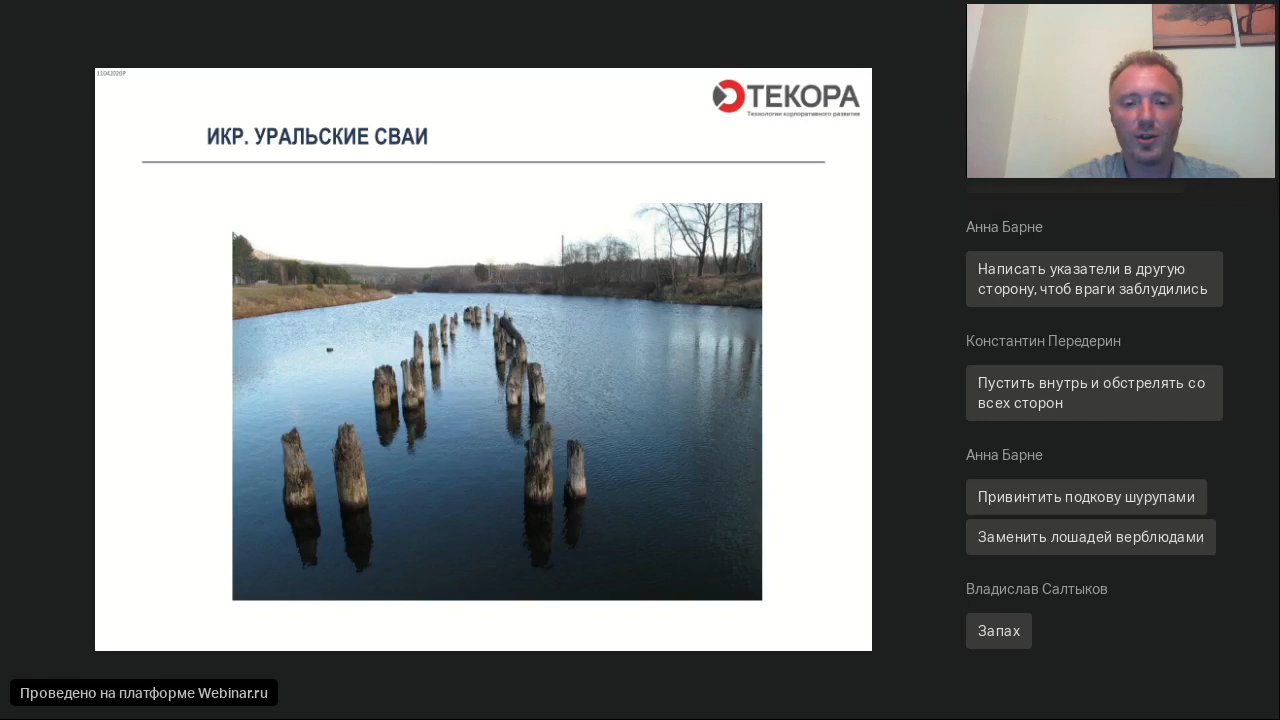 11042020Р
ТЕКОРА
Технологии корпоративного развития
ИКР. УРАЛЬСКИЕ СВАИ
Анна Барне
Написать указатели в другую
сторону, чтоб враги заблудились
Константин Передерин
Пустить внутрь и обстрелять со
всех сторон
Анна Барне
Привинтить подкову шурупами
Заменить лошадей верблюдами
Владислав Салтыков
Запах
Проведено на платформе Webinar.ru